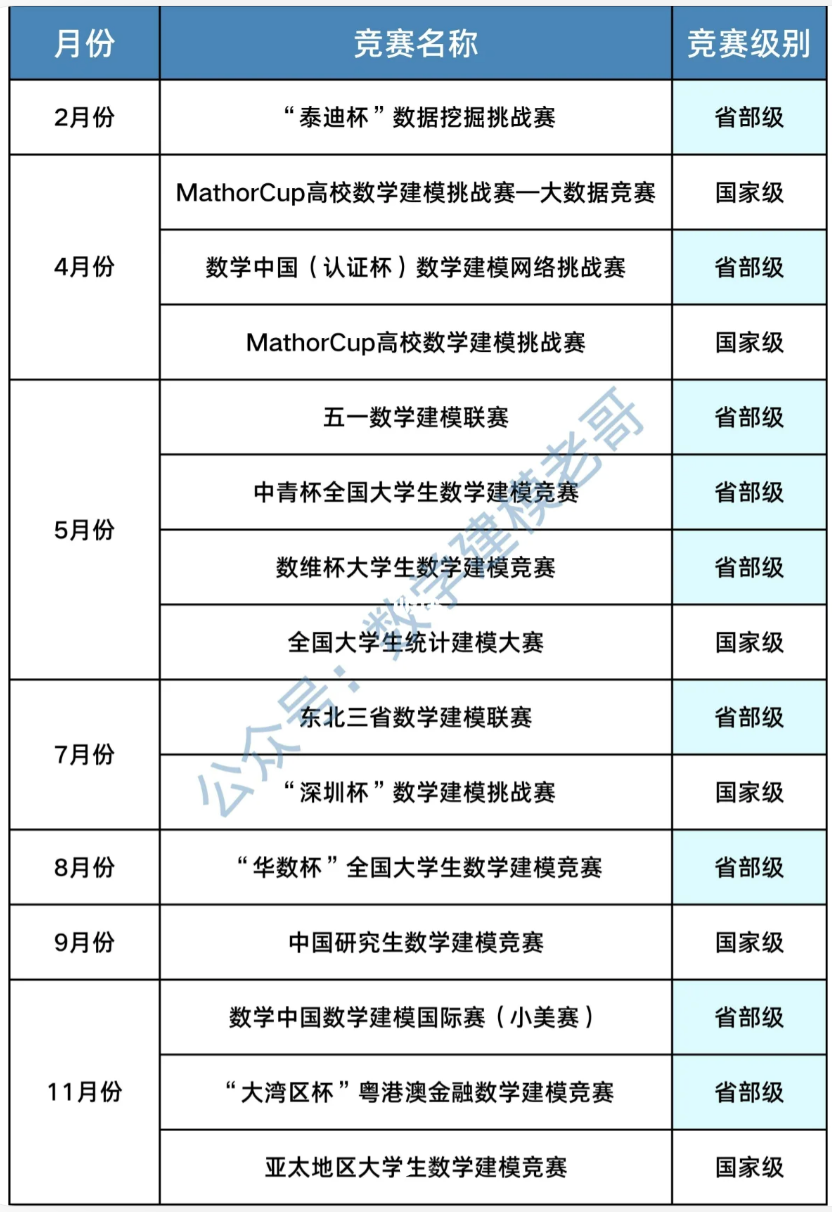 月份 竞赛名称 竞赛级别
2月份 “泰迪杯”数据挖掘挑战赛 省部级
MathorCup高校数学建模挑战赛—大数据竞赛 国家级
4月份 数学中国（认证杯）数学建模网络挑战赛 省部级
MathorCup高校数学建模挑战赛 国家级
五一数学建模联赛 省部级
中青杯全国大学生数学建模竞赛 省部级
5月份
数维杯大学生数学建模竞赛 省部级
全国大学生统计建模大赛 国家级
东北三省数学建模联赛 省部级
7月份
“深圳杯”数学建模挑战赛 国家级
8月份 “华数杯”全国大学生数学建模竞赛 省部级
9月份 中国研究生数学建模竞赛 国家级
数学中国数学建模国际赛（小美赛） 省部级
11月份 “大湾区杯”粤港澳金融数学建模竞赛 省部级
亚太地区大学生数学建模竞赛 国家级
公众号：数学建模老哥